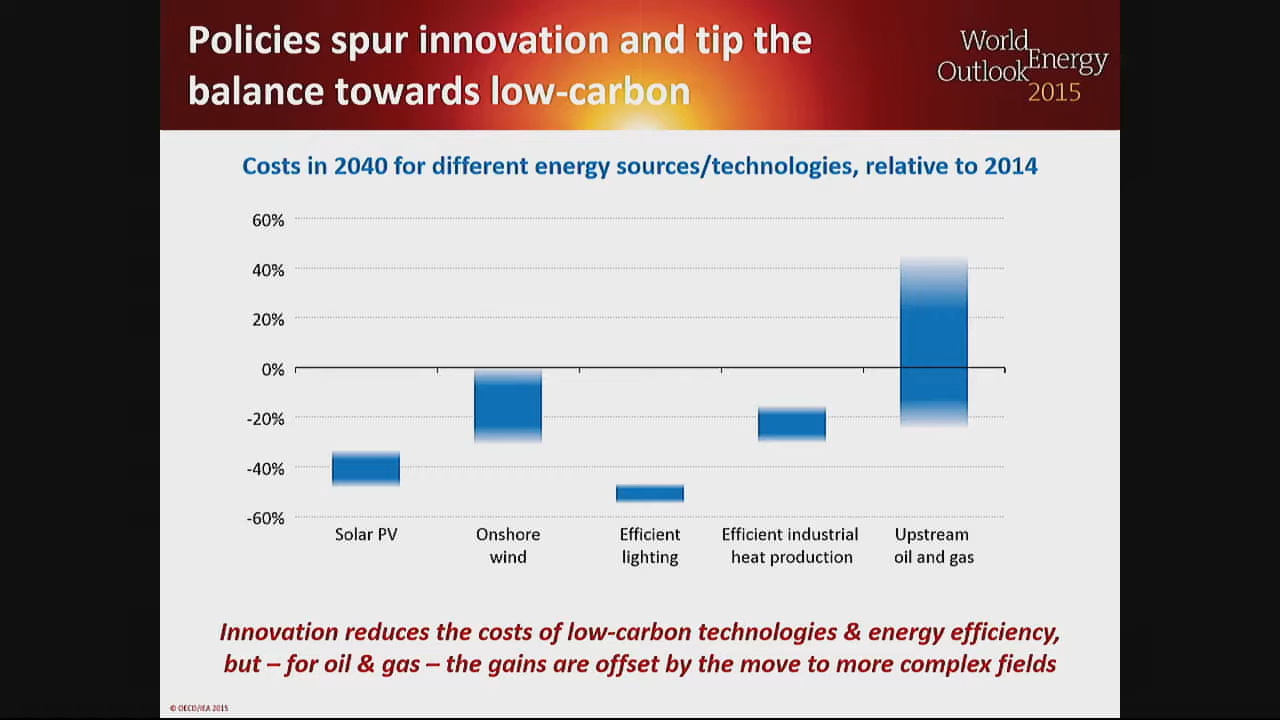 Policies spur innovation and tip the
balance towards low-carbon
World
Energy
Outlook
2015
Costs in 2040 for different energy sources/technologies, relative to 2014
60%
40%
20%
0%
-20%
-40%
-60%
Solar PV
Onshore
wind
Efficient
lighting
Efficient industrial
heat production
Upstream
oil and gas
Innovation reduces the costs of low-carbon technologies & energy efficiency,
but – for oil & gas – the gains are offset by the move to more complex fields
© OECD/IEA 2015